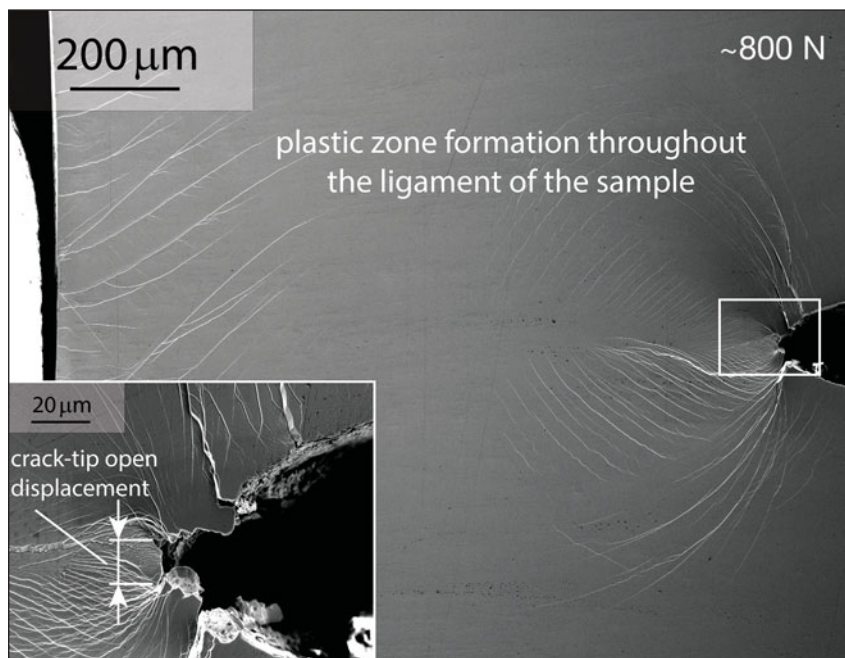 200 μm
~800 N
plastic zone formation throughout
the ligament of the sample
20 μm
crack-tip open
displacement